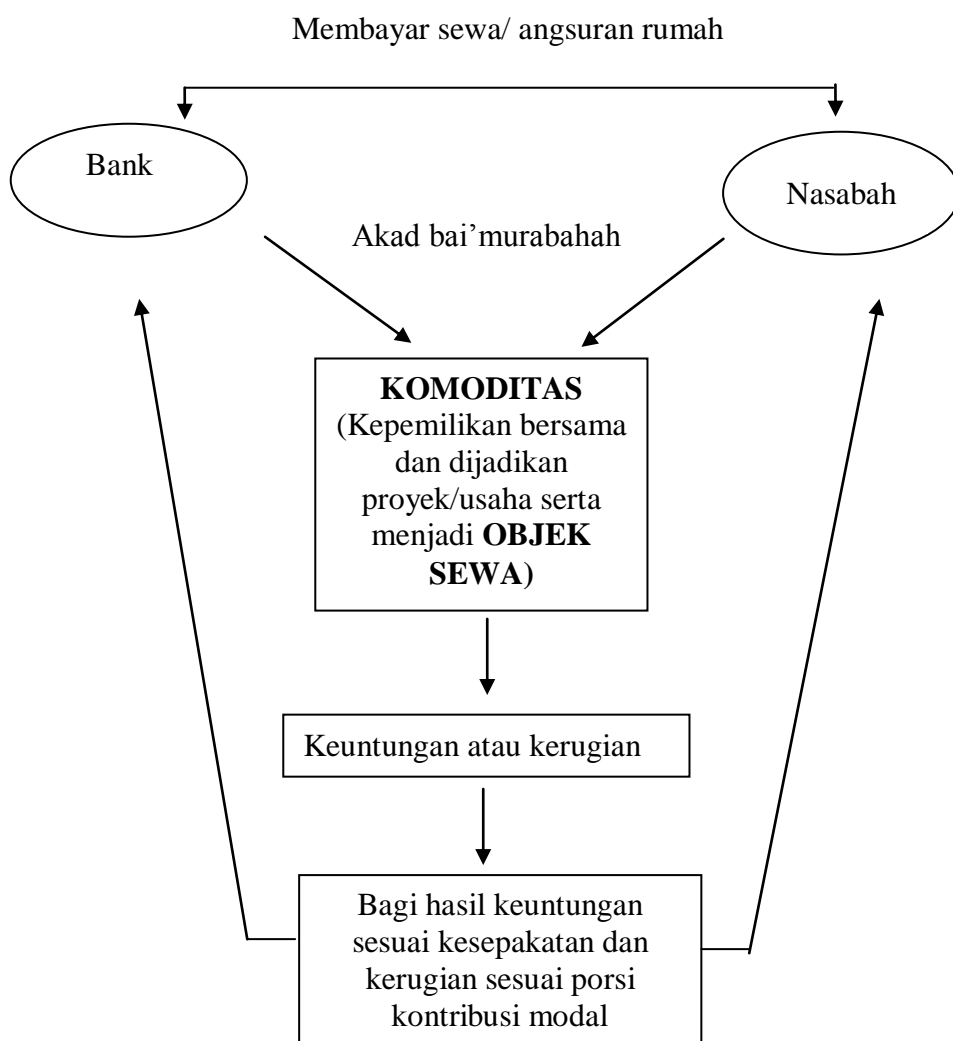 Membayar sewa/ angsuran rumah
Bank
Nasabah
Akad bai’murabahah
KOMODITAS
(Kepemilikan bersama
dan dijadikan
proyek/usaha serta
menjadi OBJEK
SEWA)
Keuntungan atau kerugian
Bagi hasil keuntungan
sesuai kesepakatan dan
kerugian sesuai porsi
kontribusi modal